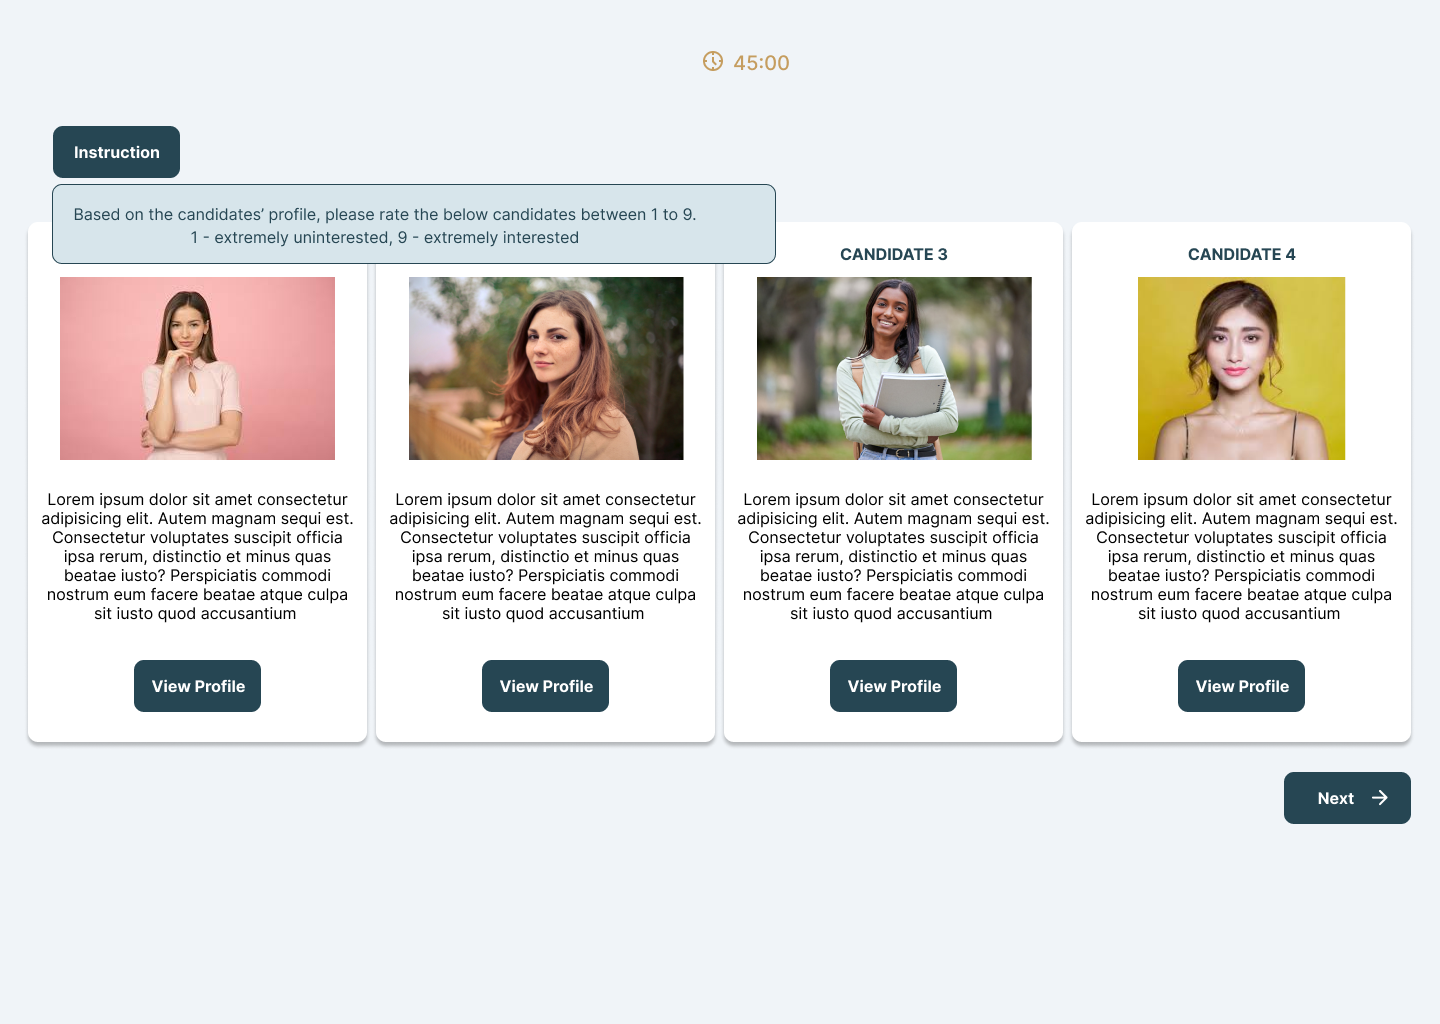 45:00
Instruction
Based on the candidates’ profile, please rate the below candidates between 1 to 9.
1 - extremely uninterested, 9 - extremely interested
CANDIDATE 3
CANDIDATE 4
Lorem ipsum dolor sit amet consectetur
adipisicing elit. Autem magnam sequi est.
Consectetur voluptates suscipit officia
ipsa rerum, distinctio et minus quas
beatae iusto? Perspiciatis commodi
nostrum eum facere beatae atque culpa
sit iusto quod accusantium
View Profile
Lorem ipsum dolor sit amet consectetur
adipisicing elit. Autem magnam sequi est.
Consectetur voluptates suscipit officia
ipsa rerum, distinctio et minus quas
beatae iusto? Perspiciatis commodi
nostrum eum facere beatae atque culpa
sit iusto quod accusantium
View Profile
Lorem ipsum dolor sit amet consectetur
adipisicing elit. Autem magnam sequi est.
Consectetur voluptates suscipit officia
ipsa rerum, distinctio et minus quas
beatae iusto? Perspiciatis commodi
nostrum eum facere beatae atque culpa
sit iusto quod accusantium
View Profile
Lorem ipsum dolor sit amet consectetur
adipisicing elit. Autem magnam sequi est.
Consectetur voluptates suscipit officia
ipsa rerum, distinctio et minus quas
beatae iusto? Perspiciatis commodi
nostrum eum facere beatae atque culpa
sit iusto quod accusantium
View Profile
Next